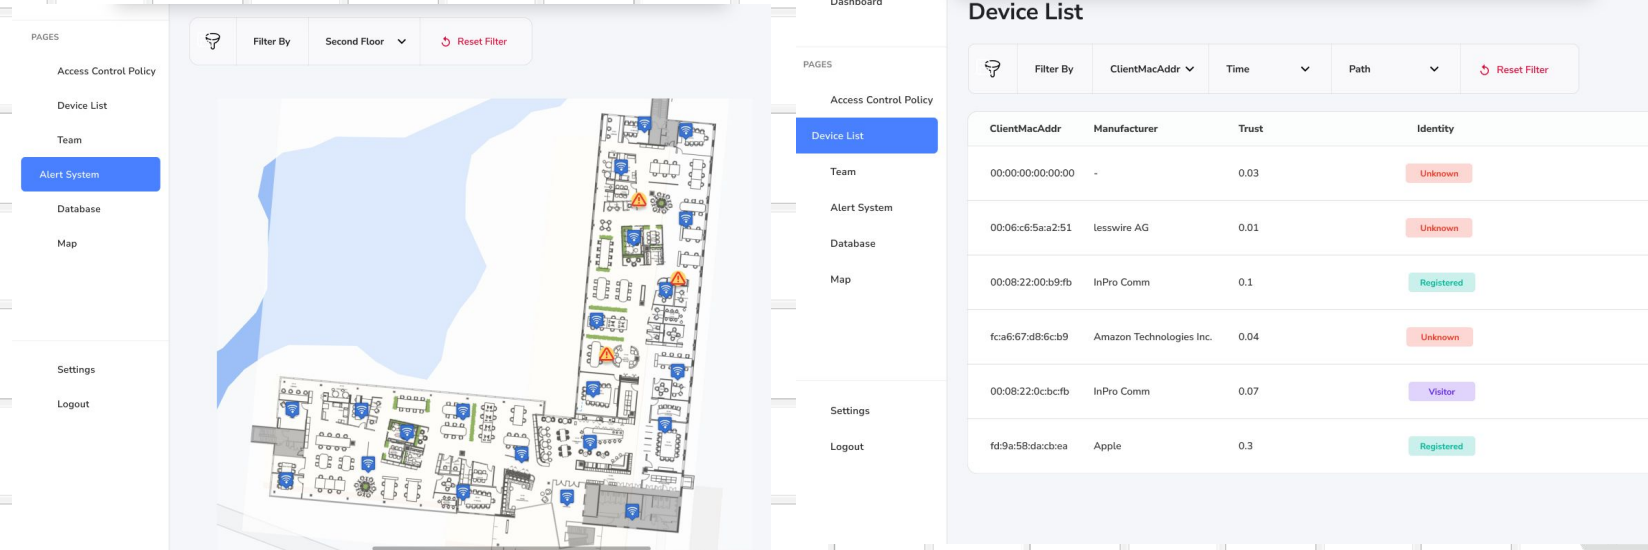 PAGES
Access Control Policy
Device List
Team
Alert System
Database
Map
Settings
Logout
Filter By
Second Floor
Reset Filter
Dashboard
PAGES
Access Control Policy
Device List
Team
Alert System
Database
Map
Settings
Logout
Device List
Filter By ClientMacAddr Time Path Reset Filter
ClientMacAddr Manufacturer Trust Identity
00:00:00:00:00:00 - 0.03 Unknown
00:06:c6:5a:a2:51 lesswire AG 0.01 Unknown
00:08:22:00:b9:fb InPro Comm 0.1 Registered
fc:a6:67:d8:6c:b9 Amazon Technologies Inc. 0.04 Unknown
00:08:22:0c:bc:fb InPro Comm 0.07 Visitor
fd:9a:58:da:cb:ea Apple 0.3 Registered